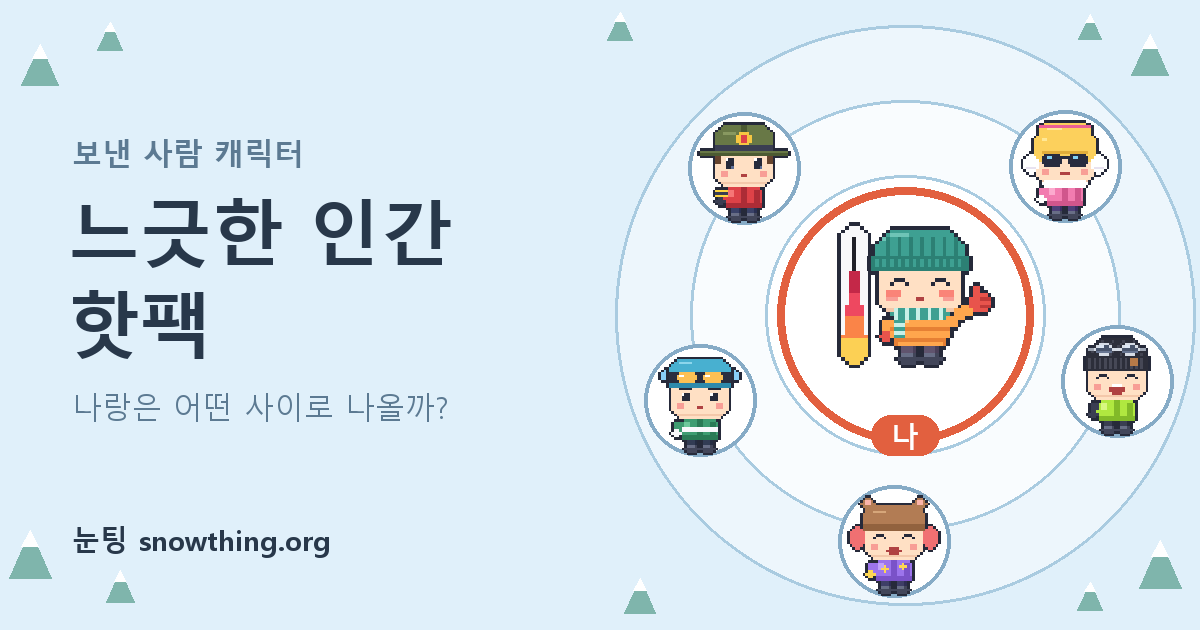 보낸 사람 캐릭터
느긋한 인간
핫팩
나랑은 어떤 사이로 나올까?
눈팅 snowthing.org
나